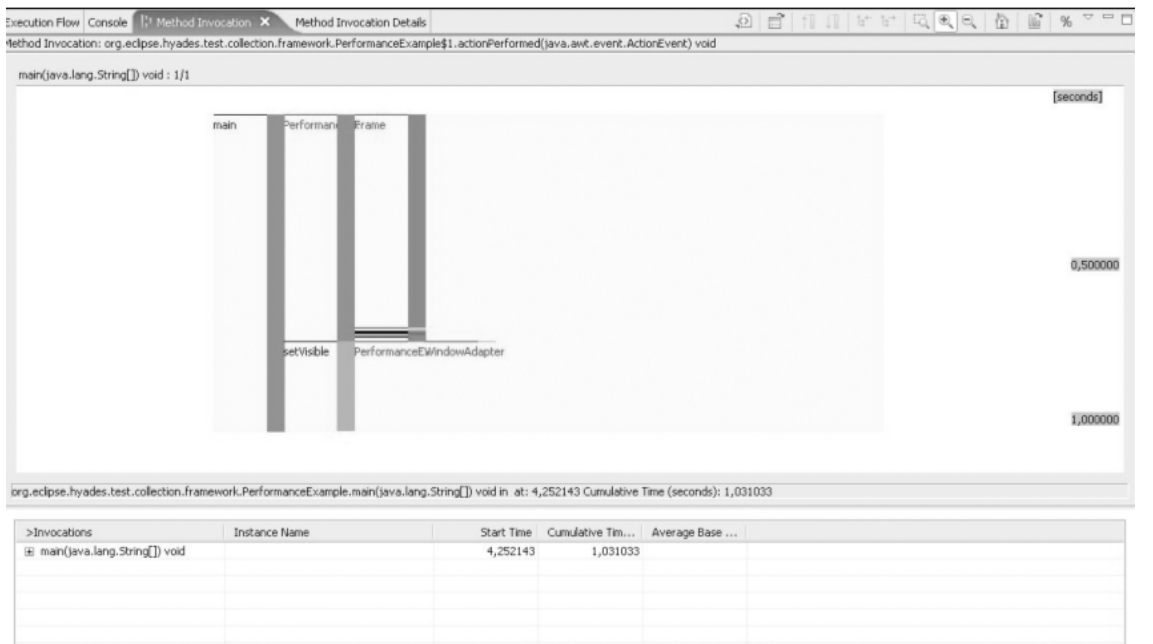 Execution Flow Console Method Invocation Method Invocation Details %
Method Invocation: org.eclipse.hyades.test.collection.framework.PerformanceExample$1.actionPerformed(java.awt.event.ActionEvent) void
main(java.lang.String[]) void : 1/1
[seconds]
main Performan Frame
0,500000
setVisible PerformanceEWindowAdapter
1,000000
org.eclipse.hyades.test.collection.framework.PerformanceExample.main(java.lang.String[]) void in at: 4,252143 Cumulative Time (seconds): 1,031033
>Invocations Instance Name Start Time Cumulative Tim... Average Base ...
main(java.lang.String[]) void 4,252143 1,031033